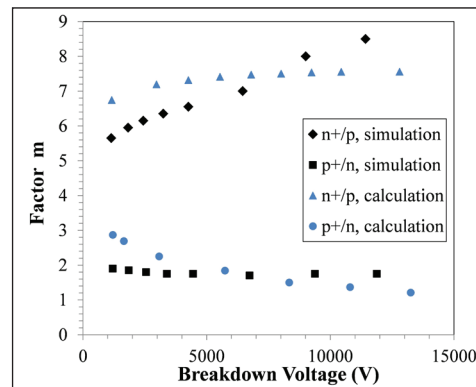 9
8
7
6
5
4
3
2
1
0
Factor m
n+/p, simulation
p+/n, simulation
n+/p, calculation
p+/n, calculation
0 5000 10000 15000
Breakdown Voltage (V)